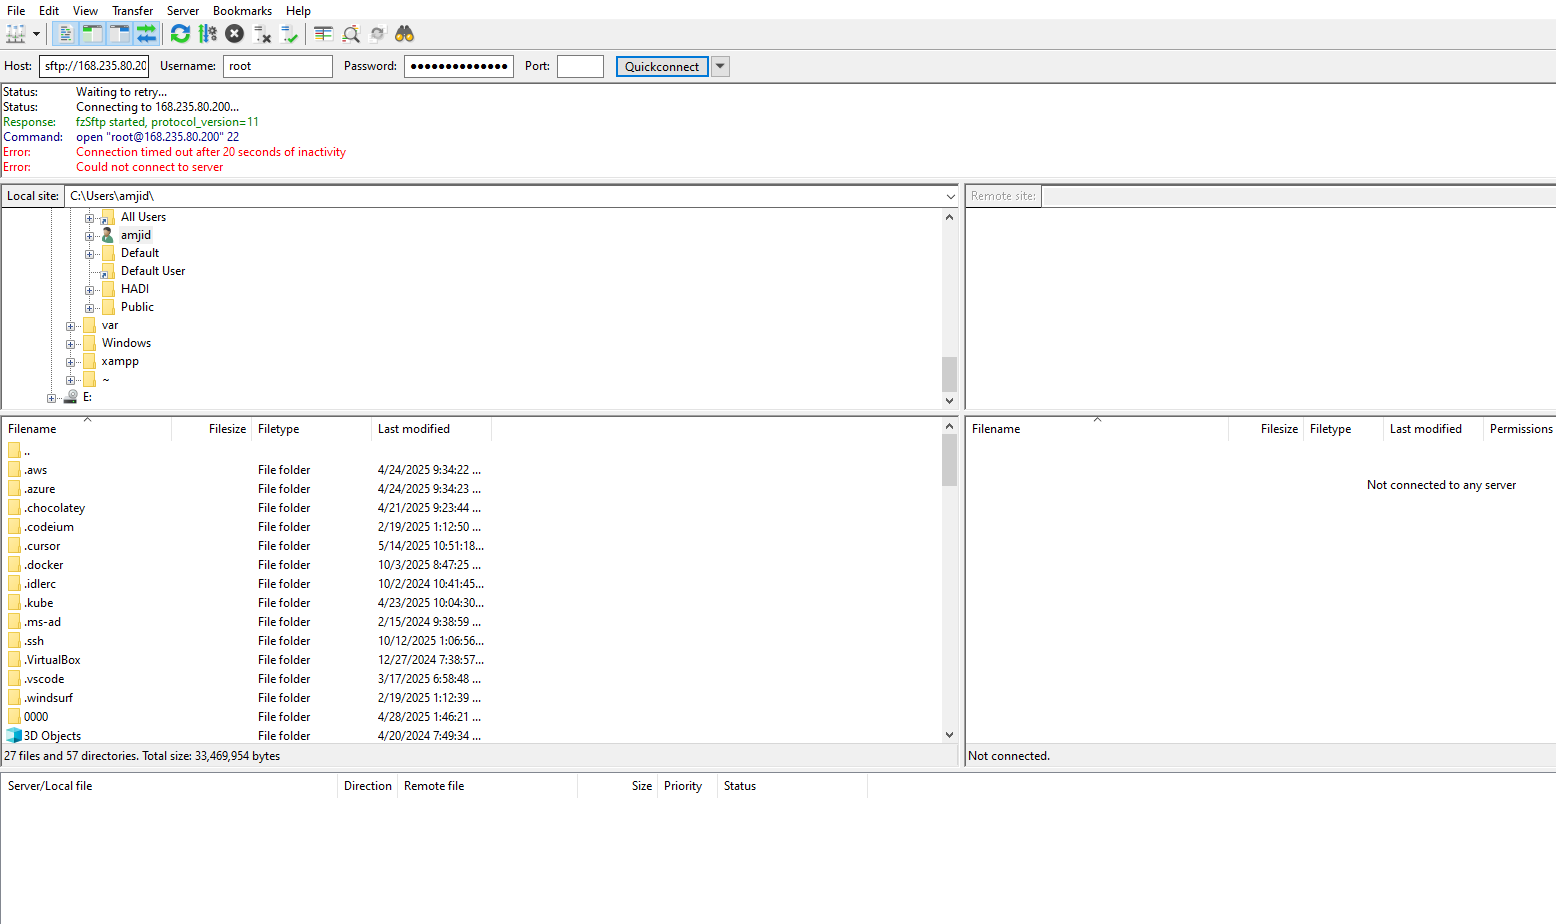 File Edit View Transfer Server Bookmarks Help
Host: sftp://168.235.80.20 Username: root Password: ●●●●●●●●●●●●●● Port: Quickconnect
Status: Waiting to retry...
Status: Connecting to 168.235.80.200...
Response: fzSftp started, protocol_version=11
Command: open "root@168.235.80.200" 22
Error: Connection timed out after 20 seconds of inactivity
Error: Could not connect to server
Local site: C:\Users\amjid\
Remote site:
All Users
amjid
Default
Default User
HADI
Public
var
Windows
xampp
~
E:
Filename Filesize Filetype Last modified
..
.aws File folder 4/24/2025 9:34:22 ...
.azure File folder 4/24/2025 9:34:23 ...
.chocolatey File folder 4/21/2025 9:23:44 ...
.codeium File folder 2/19/2025 1:12:50 ...
.cursor File folder 5/14/2025 10:51:18...
.docker File folder 10/3/2025 8:47:25 ...
.idlerc File folder 10/2/2024 10:41:45...
.kube File folder 4/23/2025 10:04:30...
.ms-ad File folder 2/15/2024 9:38:59 ...
.ssh File folder 10/12/2025 1:06:56...
.VirtualBox File folder 12/27/2024 7:38:57...
.vscode File folder 3/17/2025 6:58:48 ...
.windsurf File folder 2/19/2025 1:12:39 ...
0000 File folder 4/28/2025 1:46:21 ...
3D Objects File folder 4/20/2024 7:49:34 ...
27 files and 57 directories. Total size: 33,469,954 bytes
Filename Filesize Filetype Last modified Permissions
Not connected to any server
Not connected.
Server/Local file Direction Remote file Size Priority Status